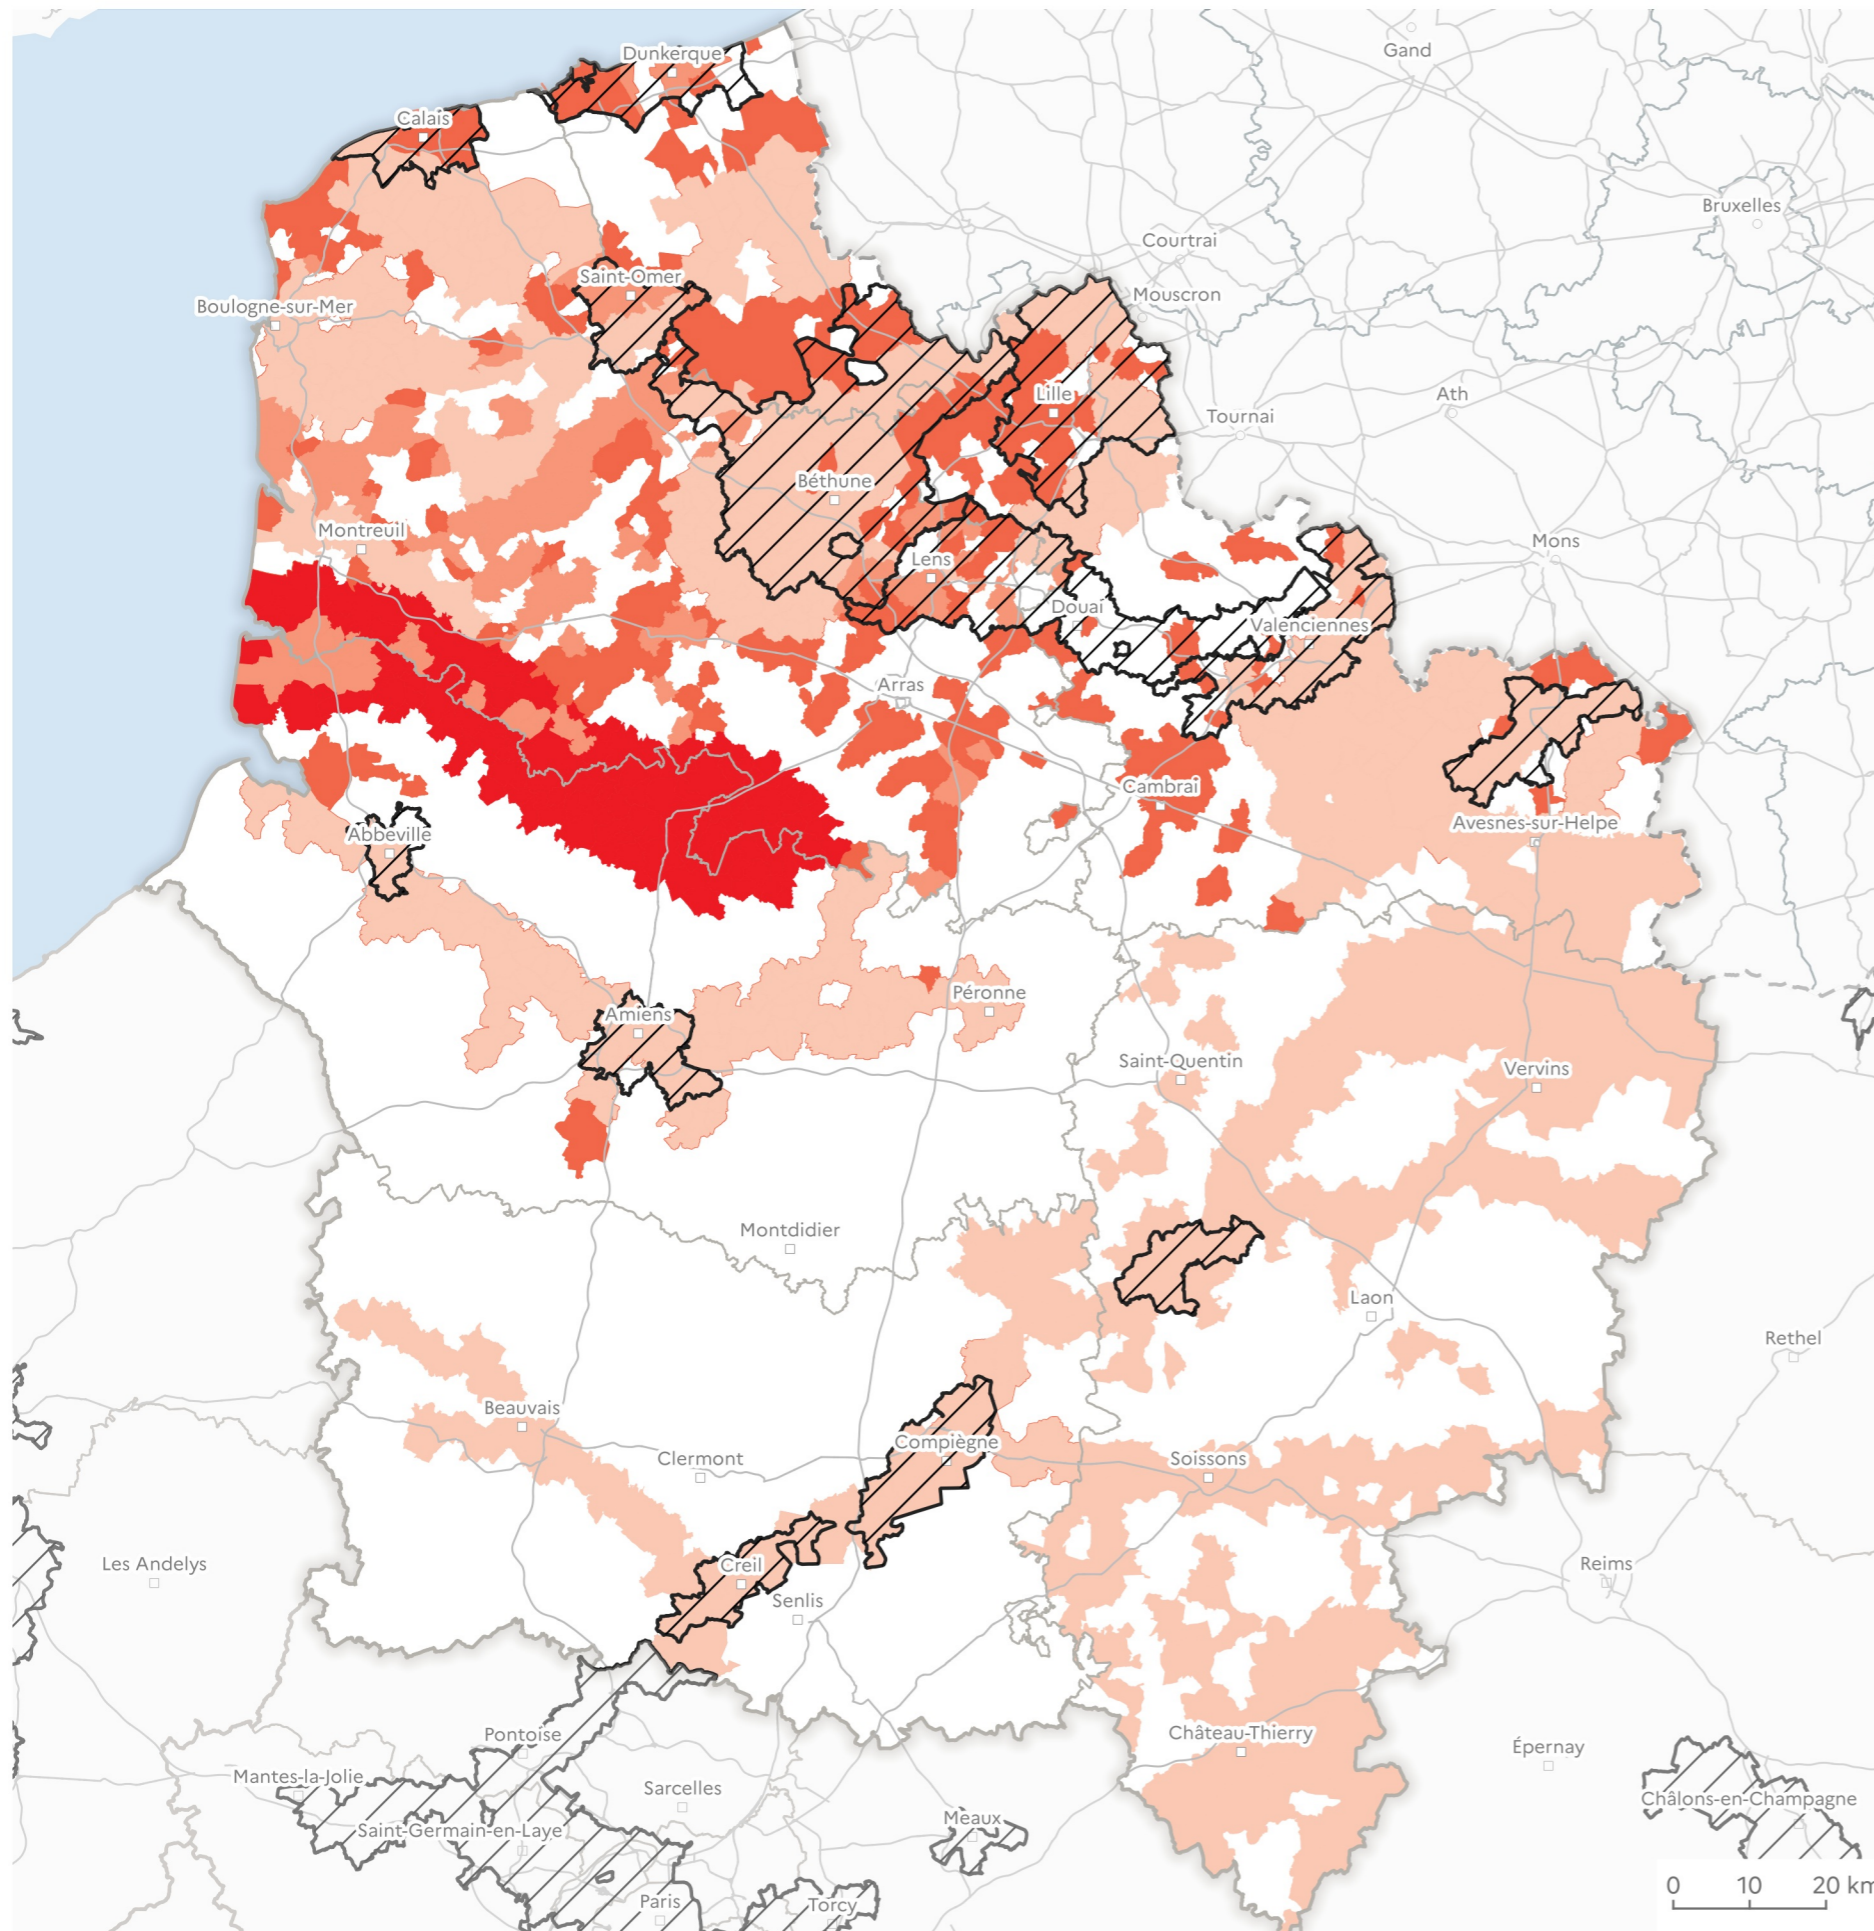 Gand
Dunkerque
Calais
Bruxelles
Courtrai
Saint-Omer
Mouscron
Boulogne-sur-Mer
Lille
Ath
Tournai
Béthune
Montreuil
Mons
Lens
Douai
Valenciennes
Arras
Cambrai
Avesnes-sur-Helpe
Abbeville
Péronne
Amiens
Saint-Quentin
Vervins
Montdidier
Laon
Rethel
Beauvais
Compiègne
Clermont
Soissons
Les Andelys
Creil
Reims
Senlis
Pontoise
Château-Thierry
Épernay
Mantes-la-Jolie
Sarcelles
Châlons-en-Champagne
Meaux
Saint-Germain-en-Laye
Paris
Torcy
0 10 20 km